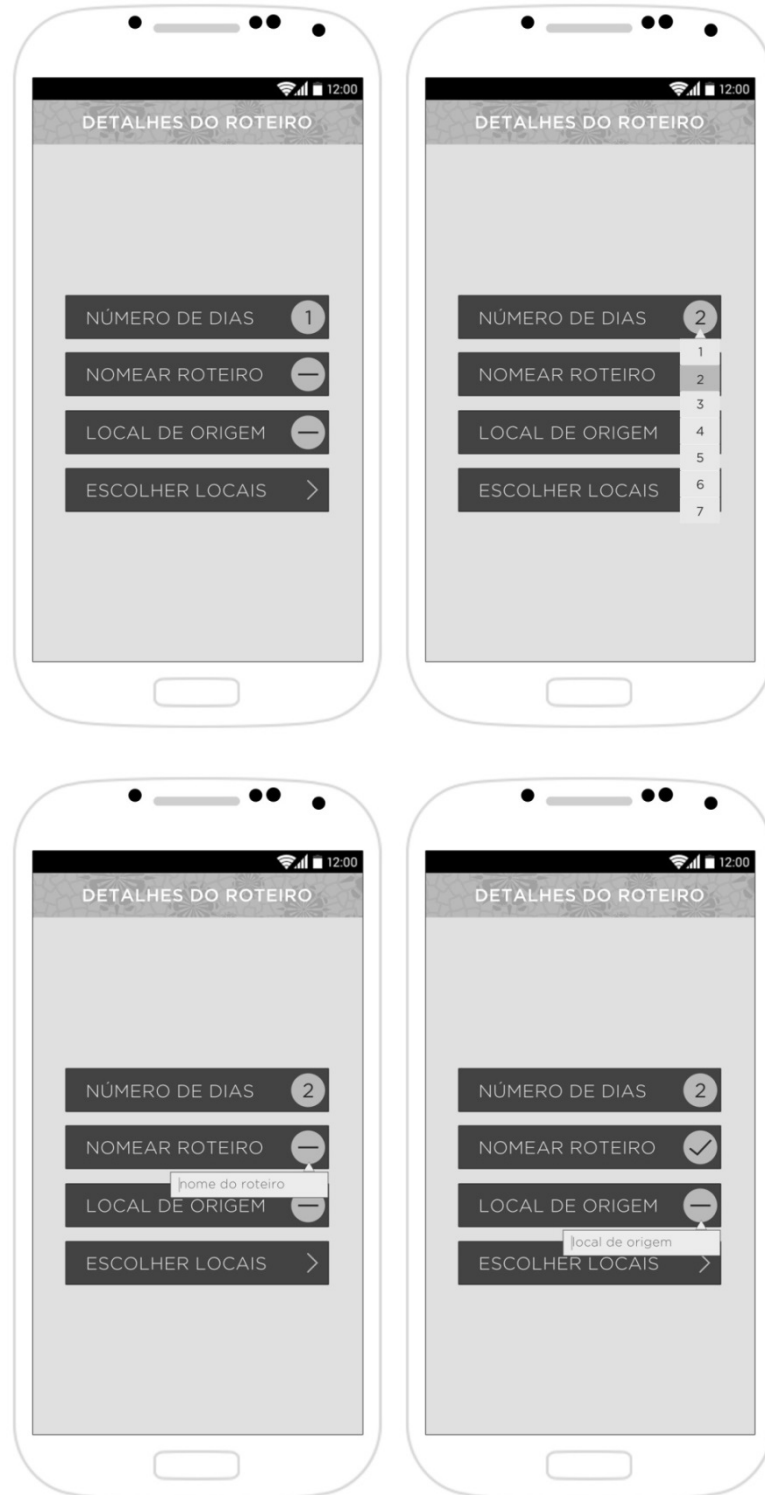 12:00
DETALHES DO ROTEIRO
NÚMERO DE DIAS 1
NOMEAR ROTEIRO
LOCAL DE ORIGEM
ESCOLHER LOCAIS
12:00
DETALHES DO ROTEIRO
NÚMERO DE DIAS 2
1
NOMEAR ROTEIRO
2
3
LOCAL DE ORIGEM
4
5
ESCOLHER LOCAIS
6
7
12:00
DETALHES DO ROTEIRO
NÚMERO DE DIAS 2
NOMEAR ROTEIRO
nome do roteiro
LOCAL DE ORIGEM
ESCOLHER LOCAIS
12:00
DETALHES DO ROTEIRO
NÚMERO DE DIAS 2
NOMEAR ROTEIRO
LOCAL DE ORIGEM
local de origem
ESCOLHER LOCAIS